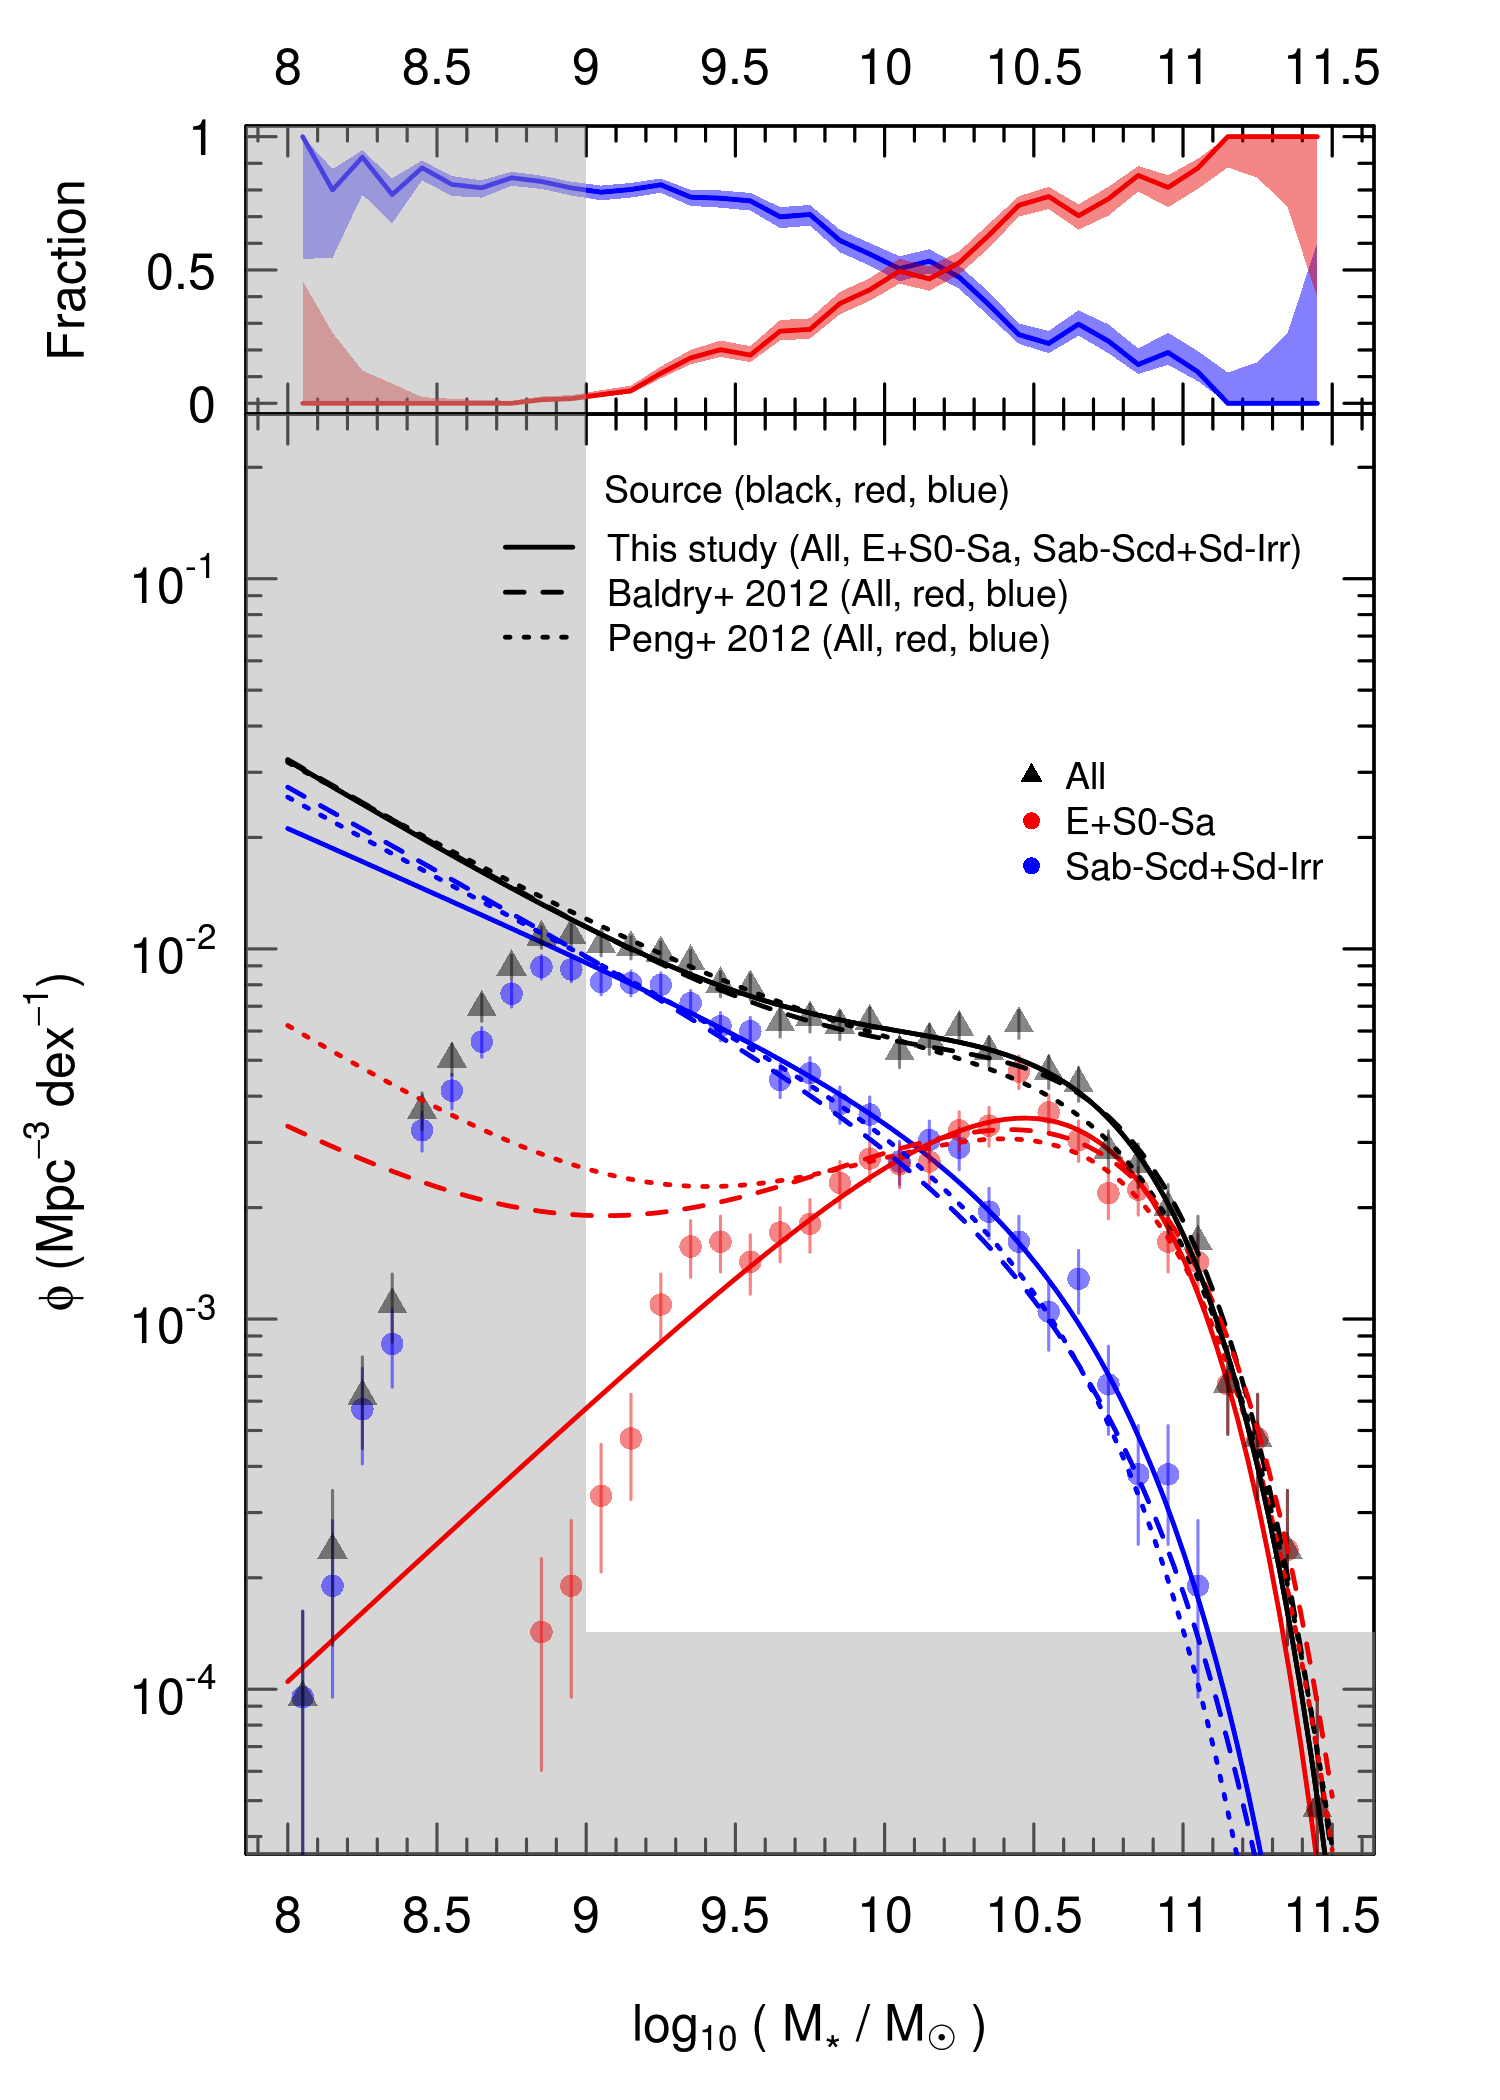 8 8.5 9 9.5 10 10.5 11 11.5
Fraction
1
0.5
0
Source (black, red, blue)
This study (All, E+S0-Sa, Sab-Scd+Sd-Irr)
Baldry+ 2012 (All, red, blue)
Peng+ 2012 (All, red, blue)
All
E+S0-Sa
Sab-Scd+Sd-Irr
ϕ (Mpc⁻³ dex⁻¹)
10⁻¹
10⁻²
10⁻³
10⁻⁴
8 8.5 9 9.5 10 10.5 11 11.5
log₁₀ ( M⁎ / M☉ )